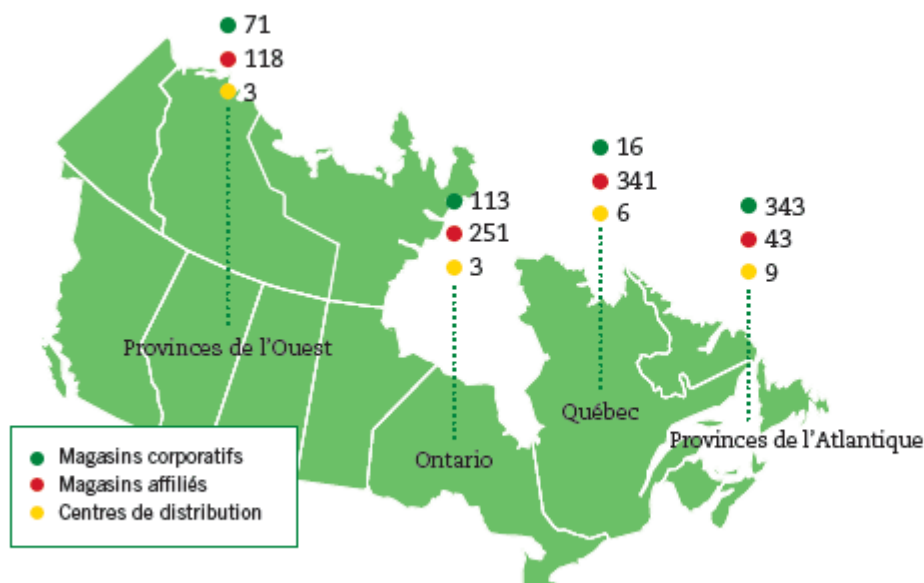 71
118
3
Provinces de l'Ouest
113
251
3
Ontario
16
341
6
Québec
343
43
9
Provinces de l'Atlantique
Magasins corporatifs
Magasins affiliés
Centres de distribution